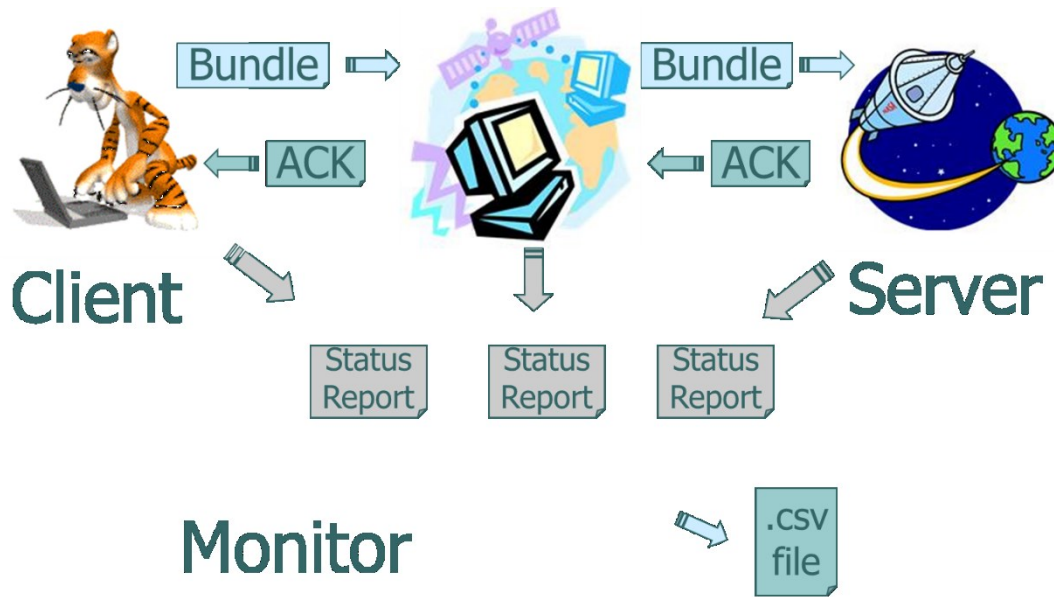 Bundle
Bundle
ACK
ACK
Client
Server
Status
Report
Status
Report
Status
Report
Monitor
.csv
file